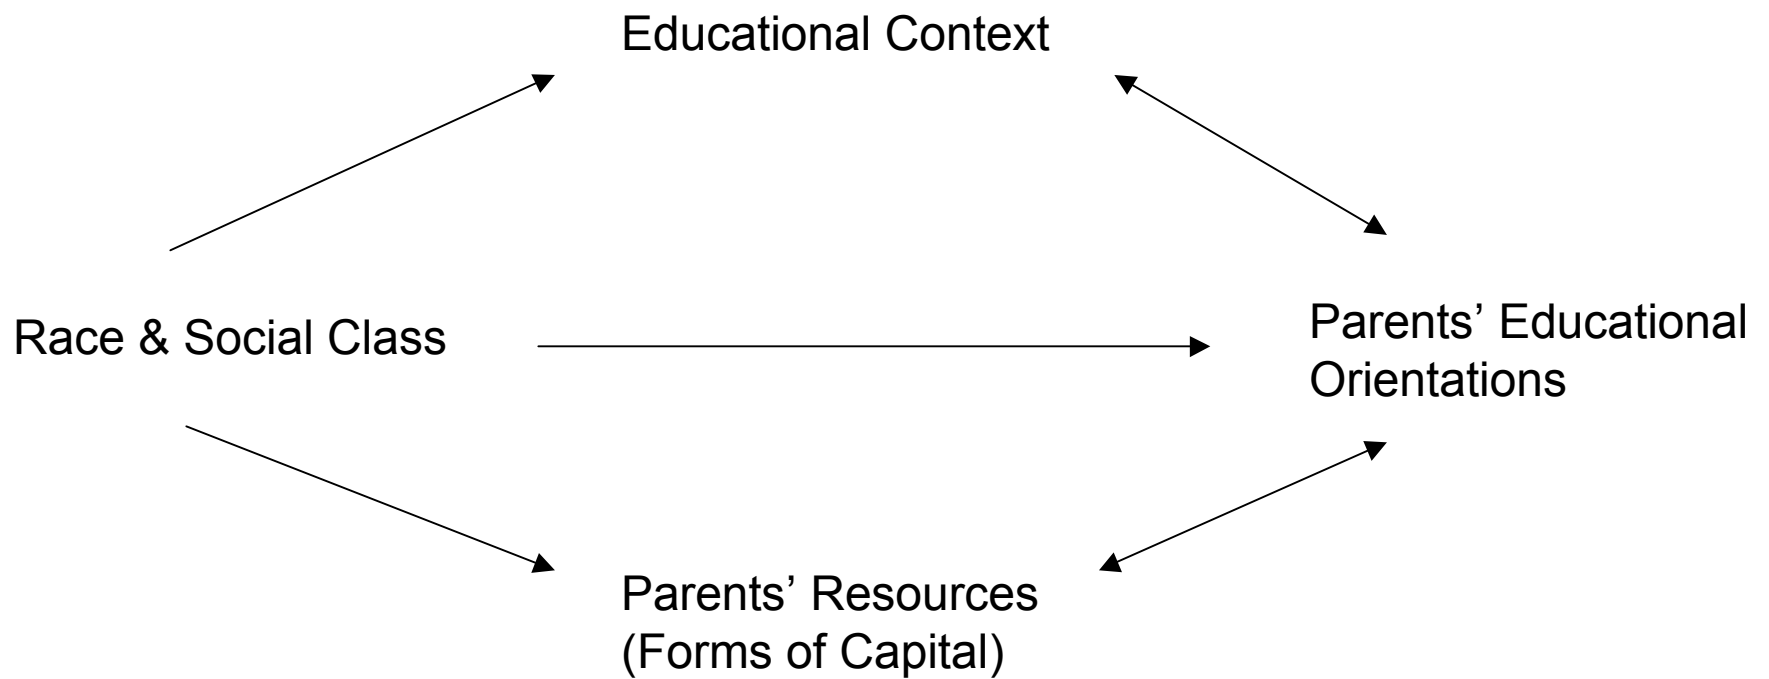 Educational Context
Race & Social Class
Parents’ Educational
Orientations
Parents’ Resources
(Forms of Capital)